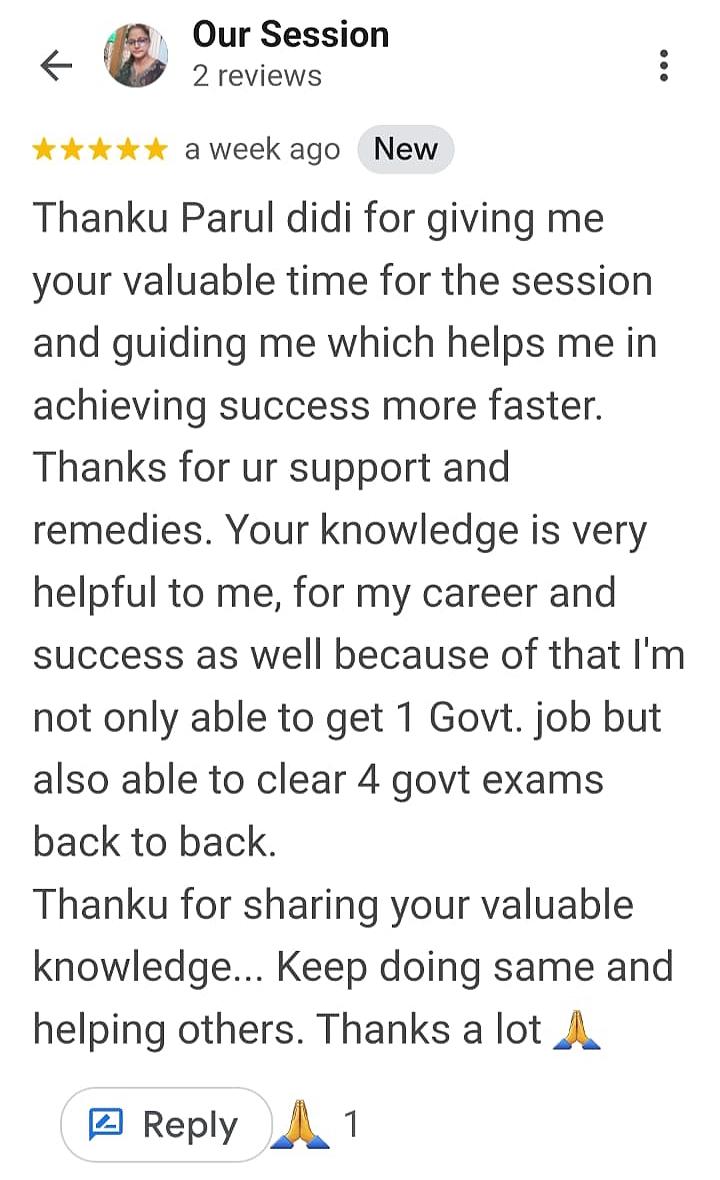 Our Session
2 reviews
a week ago New
Thanku Parul didi for giving me
your valuable time for the session
and guiding me which helps me in
achieving success more faster.
Thanks for ur support and
remedies. Your knowledge is very
helpful to me, for my career and
success as well because of that I'm
not only able to get 1 Govt. job but
also able to clear 4 govt exams
back to back.
Thanku for sharing your valuable
knowledge... Keep doing same and
helping others. Thanks a lot 🙏
Reply 🙏 1